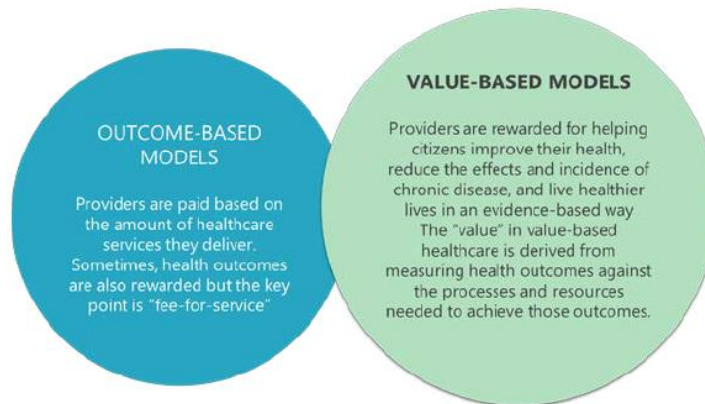 OUTCOME-BASED
MODELS
Providers are paid based on
the amount of healthcare
services they deliver.
Sometimes, health outcomes
are also rewarded but the key
point is "fee-for-service"
VALUE-BASED MODELS
Providers are rewarded for helping
citizens improve their health,
reduce the effects and incidence of
chronic disease, and live healthier
lives in an evidence-based way
The "value" in value-based
healthcare is derived from
measuring health outcomes against
the processes and resources
needed to achieve those outcomes.